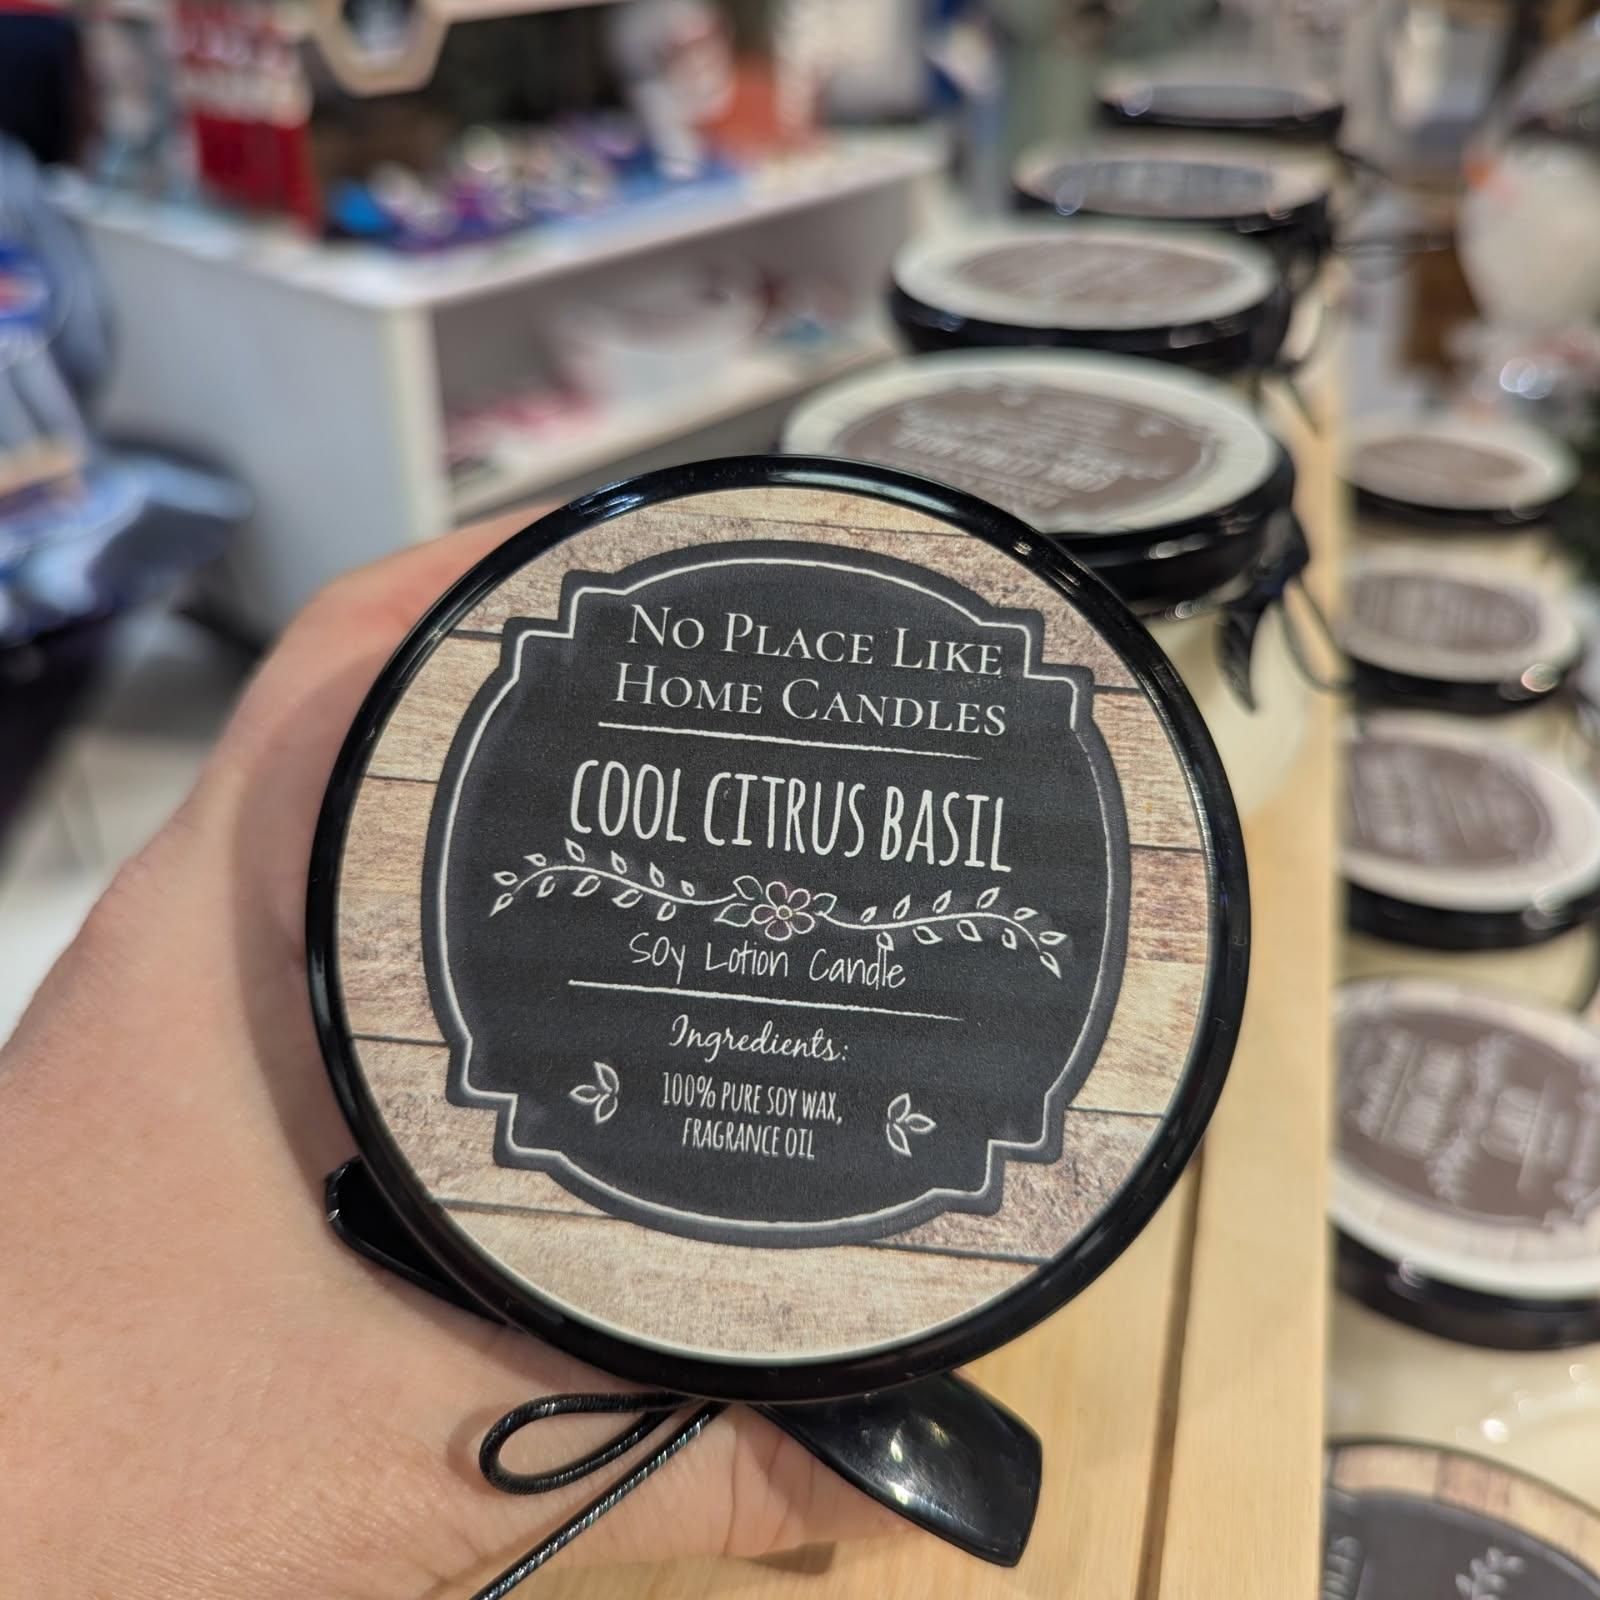 No Place Like
Home Candles
COOL CITRUS BASIL
Soy Lotion Candle
Ingredients:
100% PURE SOY WAX,
FRAGRANCE OIL